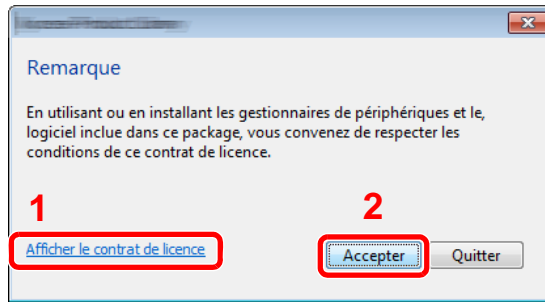 Remarque
En utilisant ou en installant les gestionnaires de périphériques et le,
logiciel inclue dans ce package, vous convenez de respecter les
conditions de ce contrat de licence.
1
2
Afficher le contrat de licence
Accepter
Quitter